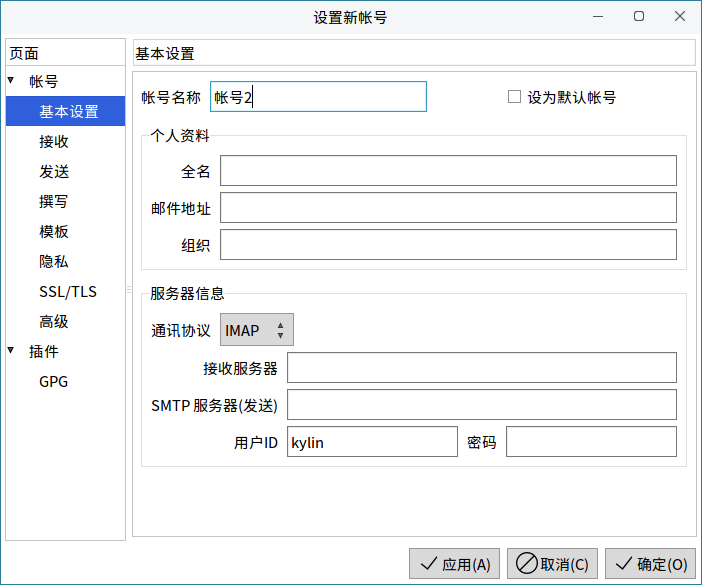 设置新帐号
页面
帐号
基本设置
接收
发送
撰写
模板
隐私
SSL/TLS
高级
插件
GPG
基本设置
帐号名称 帐号2 设为默认帐号
个人资料
全名
邮件地址
组织
服务器信息
通讯协议 IMAP
接收服务器
SMTP 服务器(发送)
用户ID kylin 密码
应用(A) 取消(C) 确定(O)